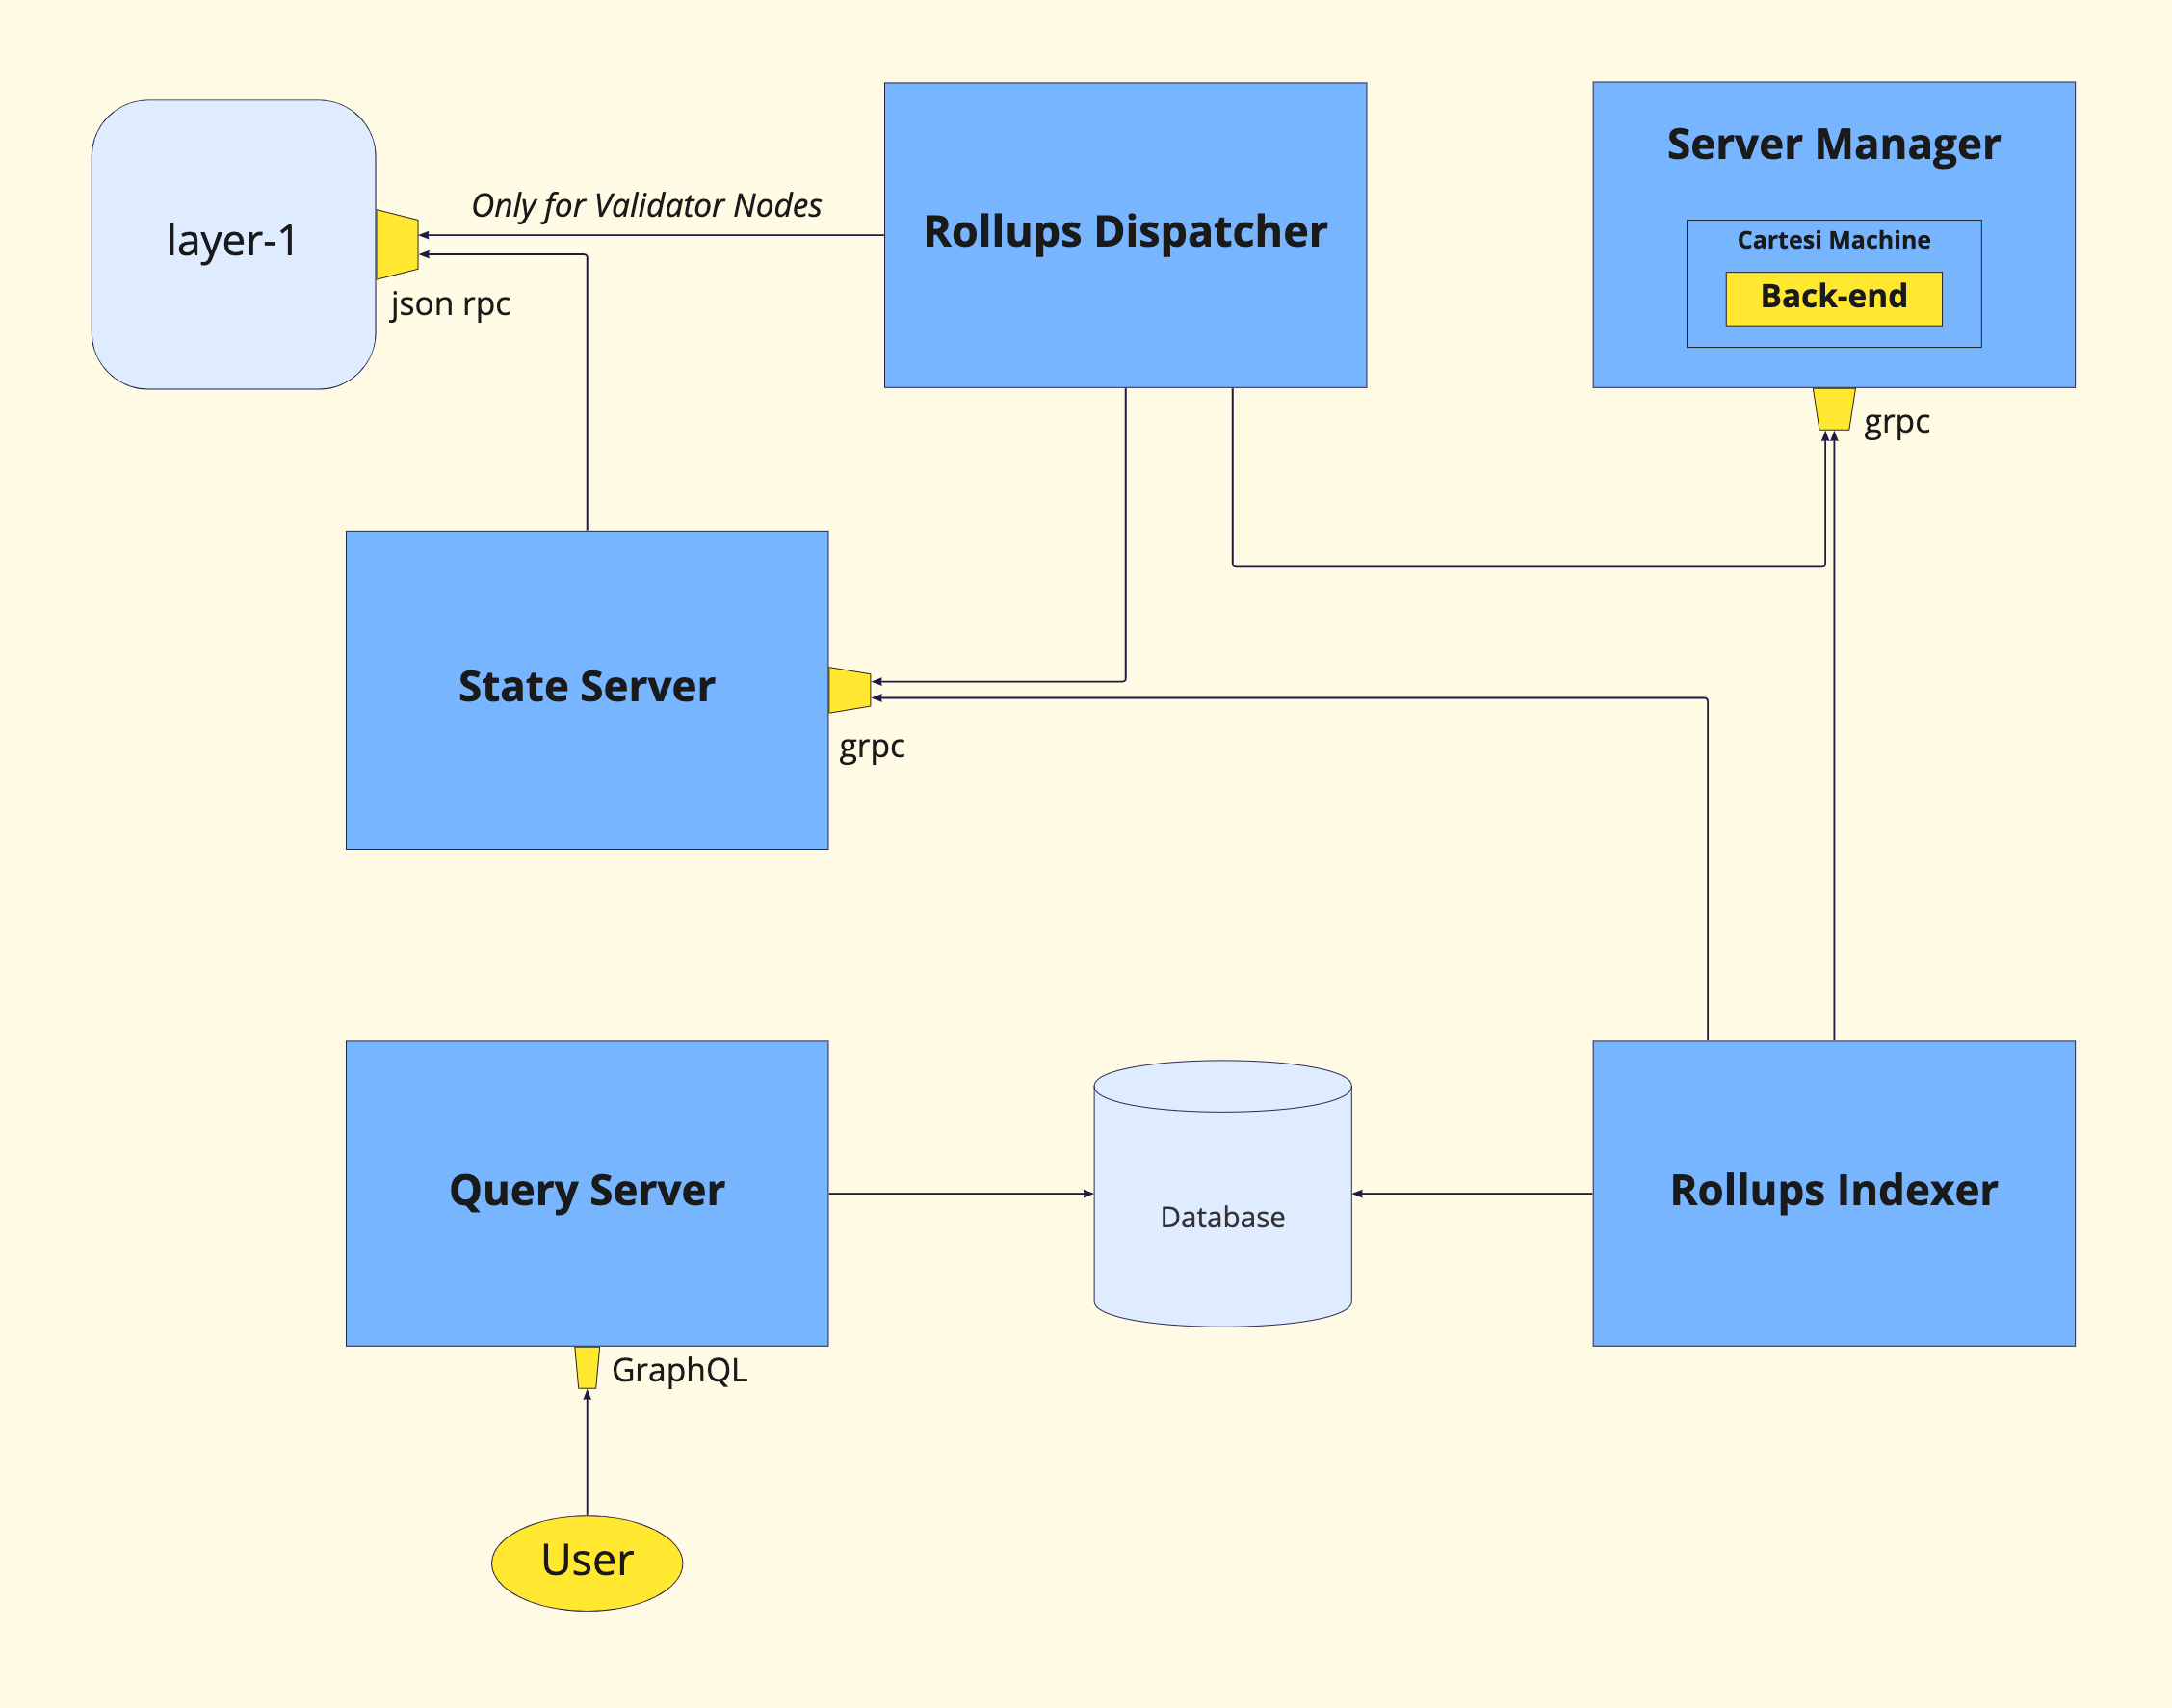 Server Manager
layer-1
Only for Validator Nodes
Rollups Dispatcher
Cartesi Machine
Back-end
json rpc
grpc
State Server
grpc
Query Server
Database
Rollups Indexer
GraphQL
User